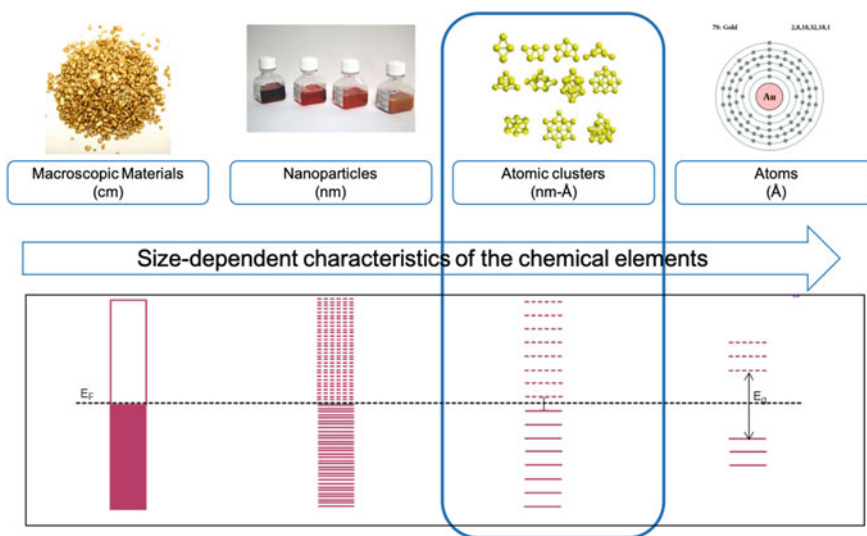 79: Gold 2,8,18,32,18,1
Au
Macroscopic Materials
(cm)
Nanoparticles
(nm)
Atomic clusters
(nm-Å)
Atoms
(Å)
Size-dependent characteristics of the chemical elements
E_F
E_g